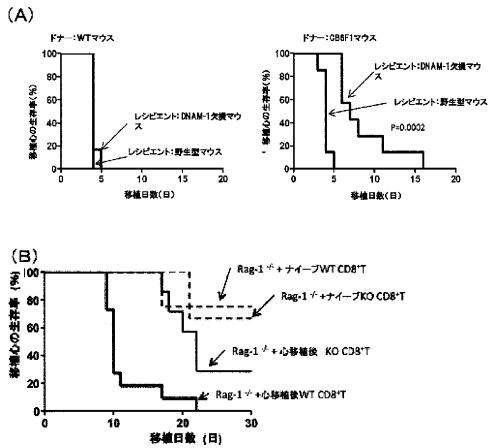 (A)
ドナー：WTマウス
移植心の生存率(%)
100
80
60
40
20
0
レシピエント：DNAM-1欠損マウ
ス
レシピエント：野生型マウス
0 5 10 15 20
移植日数(日)
ドナー：CB6F1マウス
移植心の生存率(%)
100
80
60
40
20
0
レシピエント：DNAM-1欠損マウ
ス
レシピエント：野生型マウス
P=0.0002
0 5 10 15 20
移植日数(日)
(B)
移植心の生存率 (%)
100
80
60
40
20
0
Rag-1 -/- + ナイーブWT CD8+T
Rag-1 -/- +ナイーブKO CD8+T
Rag-1 -/- + 心移植後 KO CD8+T
Rag-1 -/- +心移植後WT CD8+T
0 10 20 30
移植日数 (日)